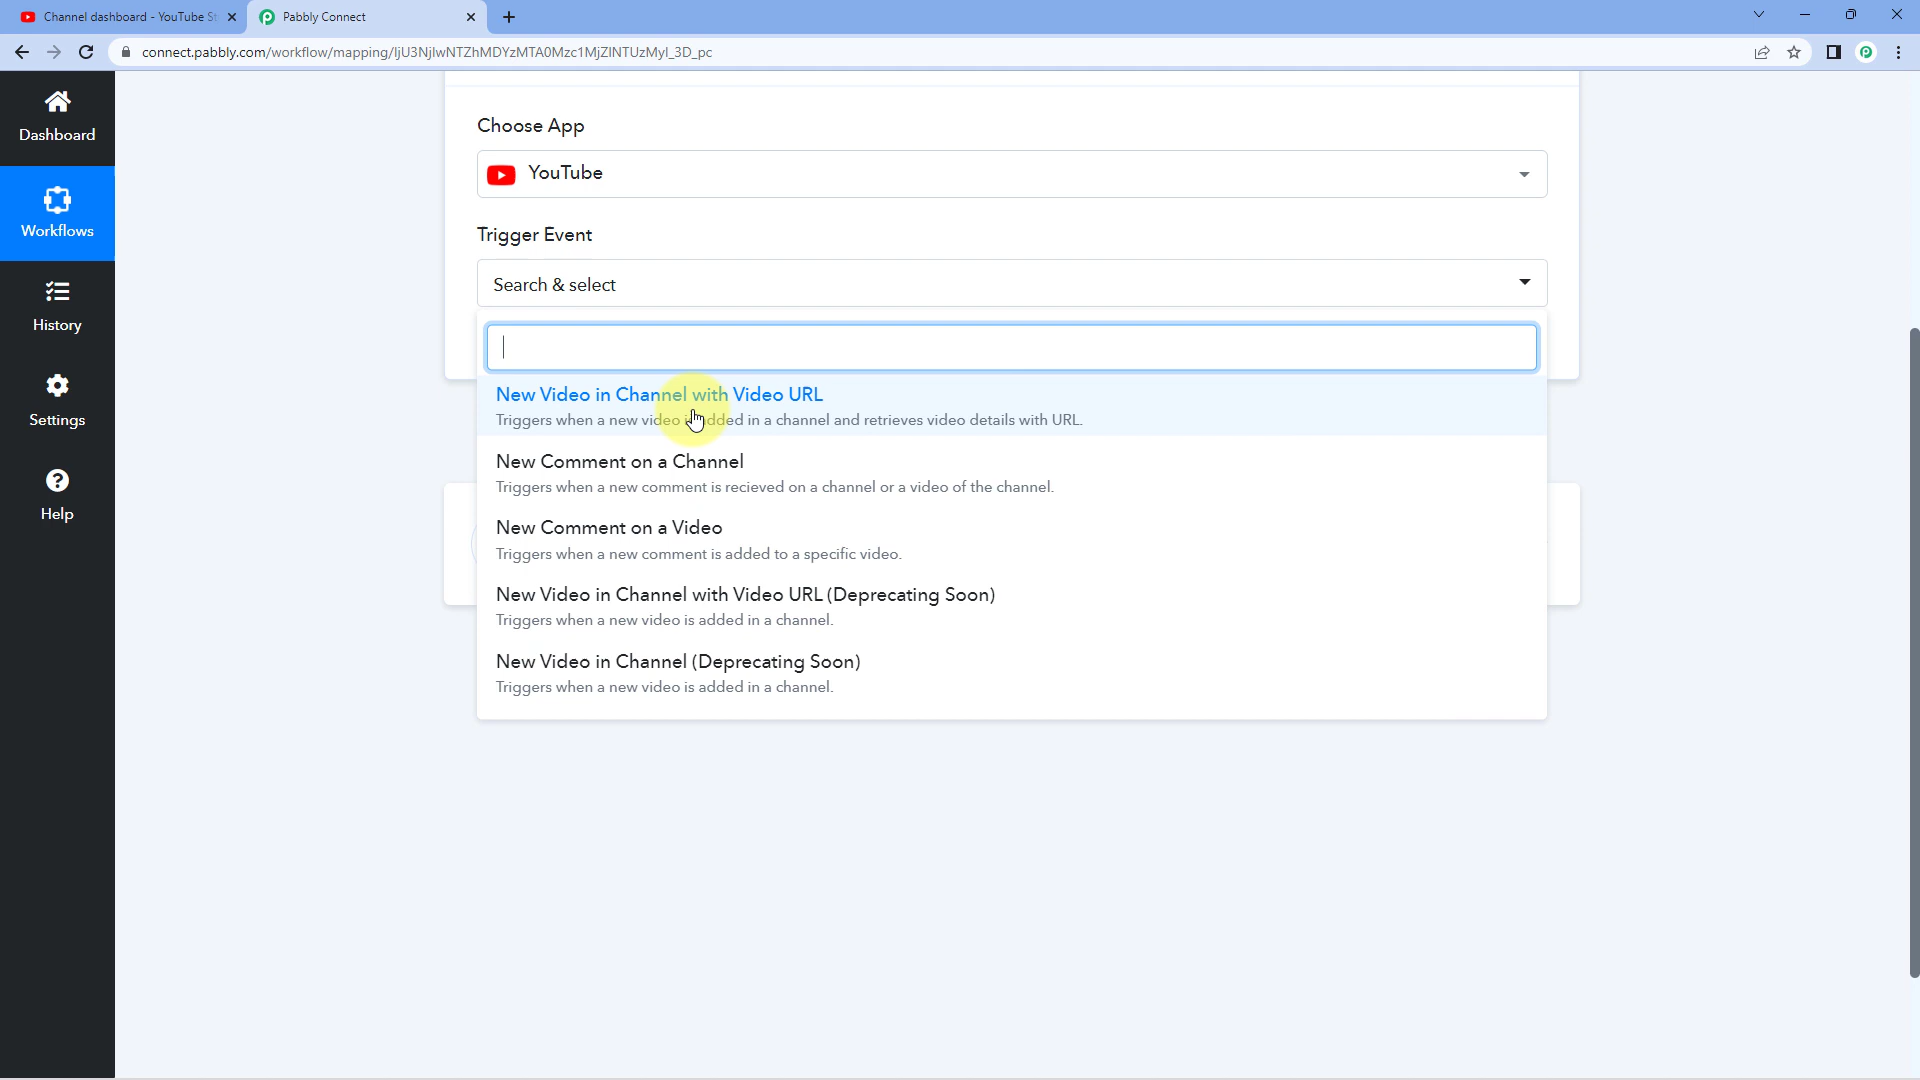 Channel dashboard - YouTube St
Pabbly Connect
connect.pabbly.com/workflow/mapping/IjU3NjIwNTZhMDYzMTA0Mzc1MjZlNTUzMyI_3D_pc
Dashboard
Workflows
History
Settings
Help
Choose App
YouTube
Trigger Event
Search & select
New Video in Channel with Video URL
Triggers when a new video is added in a channel and retrieves video details with URL.
New Comment on a Channel
Triggers when a new comment is recieved on a channel or a video of the channel.
New Comment on a Video
Triggers when a new comment is added to a specific video.
New Video in Channel with Video URL (Deprecating Soon)
Triggers when a new video is added in a channel.
New Video in Channel (Deprecating Soon)
Triggers when a new video is added in a channel.